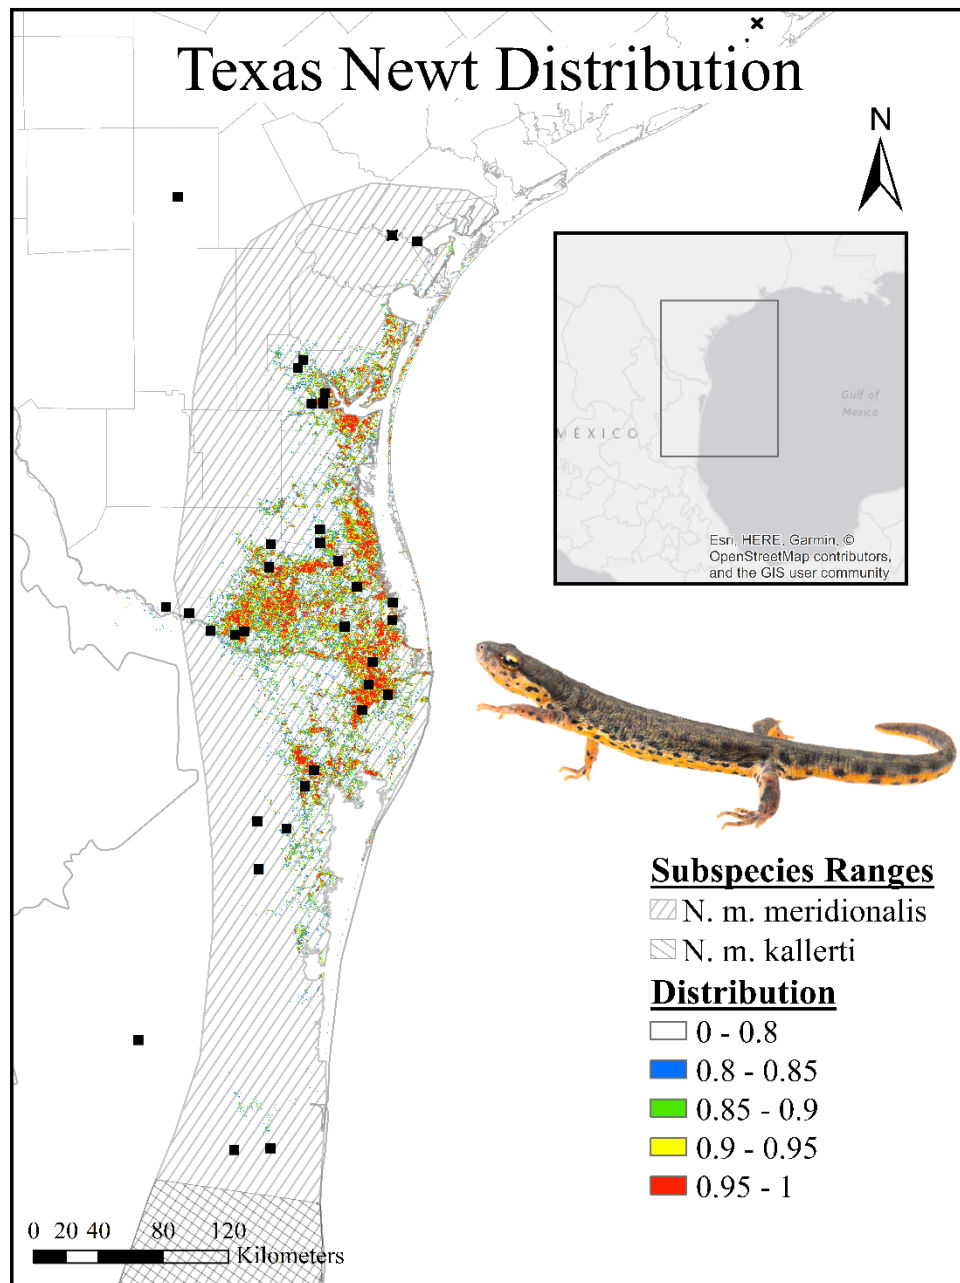 Texas Newt Distribution
N
Gulf of
Mexico
MÉXICO
Esri, HERE, Garmin, ©
OpenStreetMap contributors,
and the GIS user community
Subspecies Ranges
N. m. meridionalis
N. m. kallerti
Distribution
0 - 0.8
0.8 - 0.85
0.85 - 0.9
0.9 - 0.95
0.95 - 1
0 20 40 80 120
Kilometers